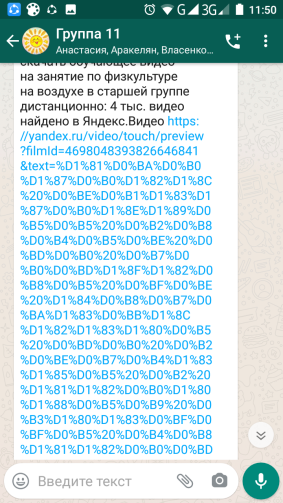 11:50
G 3G
Группа 11
Анастасия, Аракелян, Власенко...
скачать обучающее видео
на занятие по физкультуре
на воздухе в старшей группе
дистанционно: 4 тыс. видео
найдено в Яндекс.Видео https:
//yandex.ru/video/touch/preview
?filmId=4698048393826646841
&text=%D1%81%D0%BA%D0%B0
%D1%87%D0%B0%D1%82%D1%8C
%20%D0%BE%D0%B1%D1%83%D1%
87%D0%B0%D1%8E%D1%89%D0
%B5%D0%B5%20%D0%B2%D0%B8
%D0%B4%D0%B5%D0%BE%20%D0
%BD%D0%B0%20%D0%B7%D0
%B0%D0%BD%D1%8F%D1%82%D0
%B8%D0%B5%20%D0%BF%D0%BE
%20%D1%84%D0%B8%D0%B7%D0
%BA%D1%83%D0%BB%D1%8C
%D1%82%D1%83%D1%80%D0%B5
%20%D0%BD%D0%B0%20%D0%B2
%D0%BE%D0%B7%D0%B4%D1%83
%D1%85%D0%B5%20%D0%B2%20
%D1%81%D1%82%D0%B0%D1%80
%D1%88%D0%B5%D0%B9%20%D0
%B3%D1%80%D1%83%D0%BF%D0
%BF%D0%B5%20%D0%B4%D0%B8
%D1%81%D1%82%D0%B0%D0%BD
Введите текст